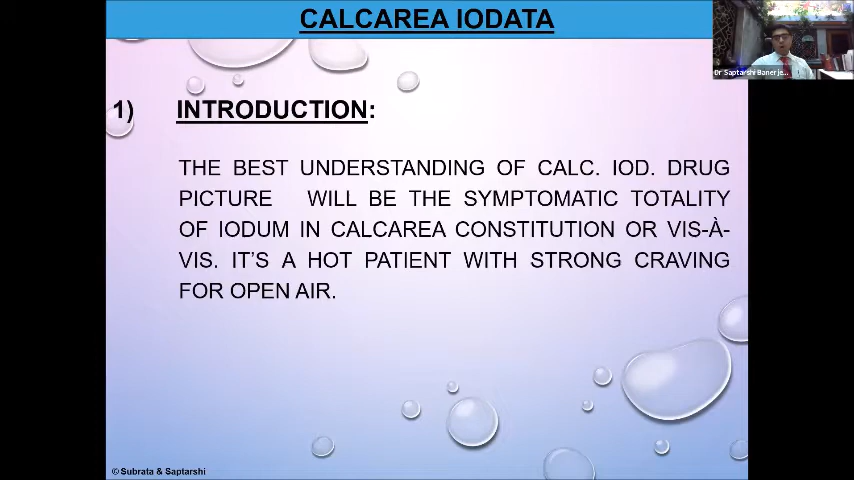 CALCAREA IODATA
Dr Saptarshi Banerje...
1) INTRODUCTION:
THE BEST UNDERSTANDING OF CALC. IOD. DRUG
PICTURE WILL BE THE SYMPTOMATIC TOTALITY
OF IODUM IN CALCAREA CONSTITUTION OR VIS-À-
VIS. IT'S A HOT PATIENT WITH STRONG CRAVING
FOR OPEN AIR.
© Subrata & Saptarshi